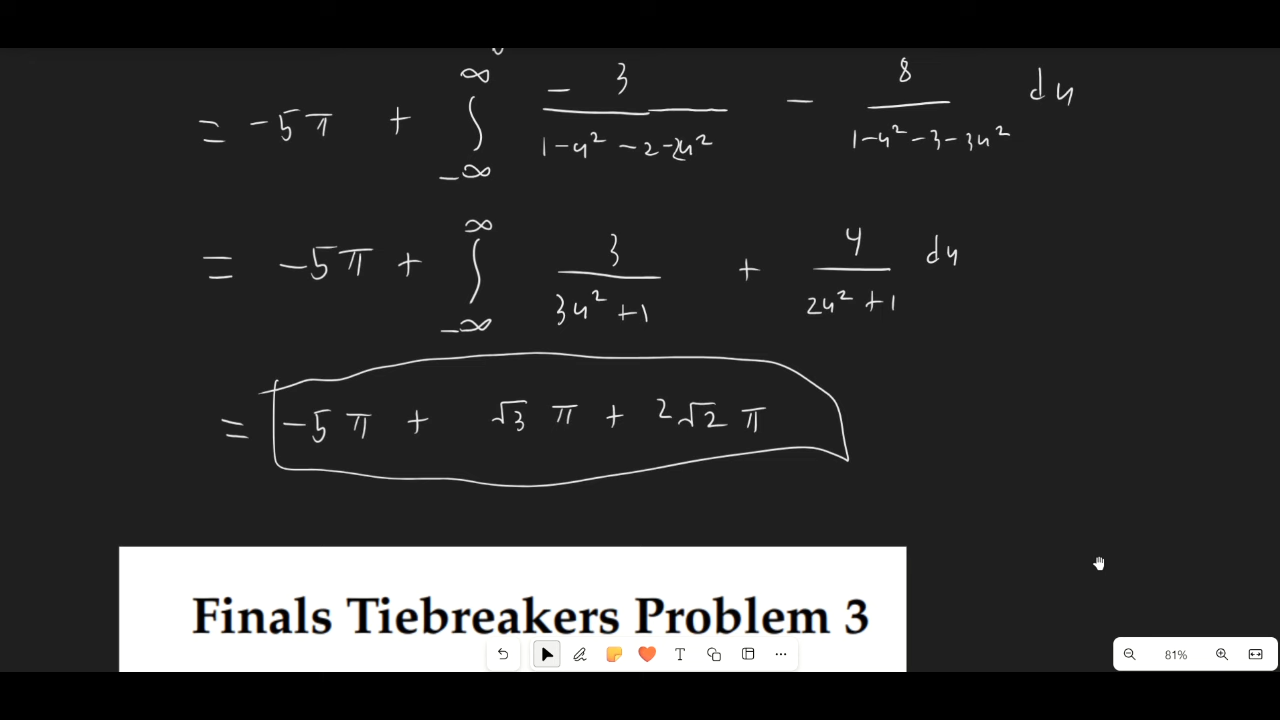 = -5π + ∫_{-∞}^{∞} - 3/(1-u²-2-2u²) - 8/(1-u²-3-3u²) du
= -5π + ∫_{-∞}^{∞} 3/(3u²+1) + 4/(2u²+1) du
= -5π + √3 π + 2√2 π
Finals Tiebreakers Problem 3
81%